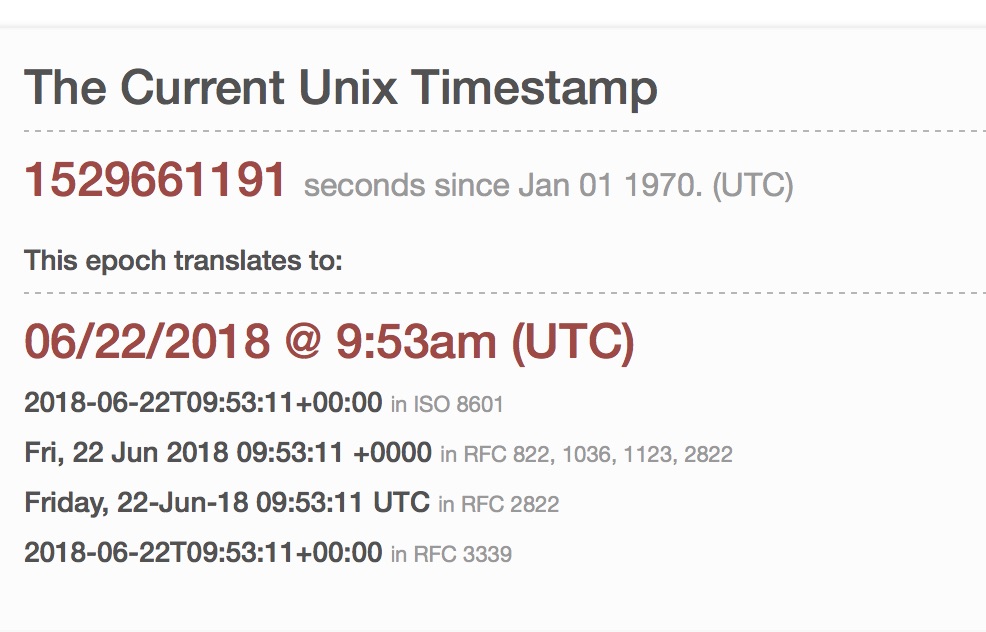 The Current Unix Timestamp
1529661191 seconds since Jan 01 1970. (UTC)
This epoch translates to:
06/22/2018 @ 9:53am (UTC)
2018-06-22T09:53:11+00:00 in ISO 8601
Fri, 22 Jun 2018 09:53:11 +0000 in RFC 822, 1036, 1123, 2822
Friday, 22-Jun-18 09:53:11 UTC in RFC 2822
2018-06-22T09:53:11+00:00 in RFC 3339